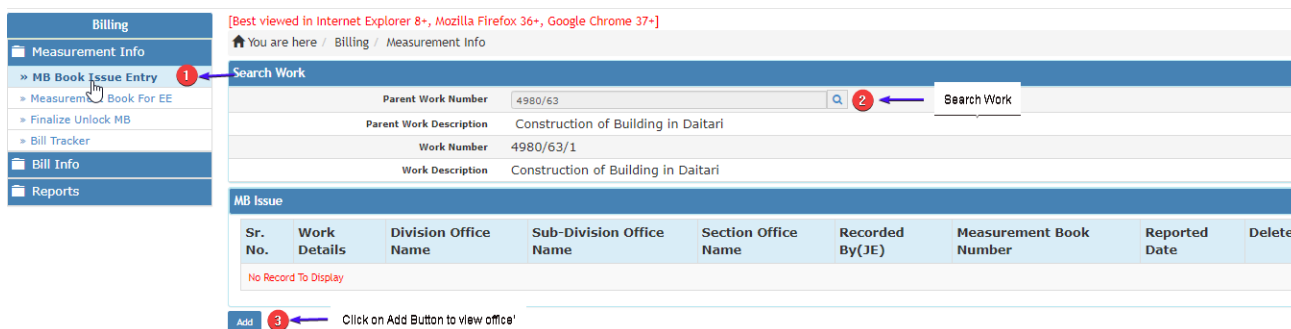 Billing
Measurement Info
» MB Book Issue Entry
» Measurement Book For EE
» Finalize Unlock MB
» Bill Tracker
Bill Info
Reports
[Best viewed in Internet Explorer 8+, Mozilla Firefox 36+, Google Chrome 37+]
You are here / Billing / Measurement Info
1 Search Work
Parent Work Number 4980/63 2 Search Work
Parent Work Description Construction of Building in Daitari
Work Number 4980/63/1
Work Description Construction of Building in Daitari
MB Issue
Sr. No. Work Details Division Office Name Sub-Division Office Name Section Office Name Recorded By(JE) Measurement Book Number Reported Date Delete
No Record To Display
Add 3 Click on Add Button to view office'